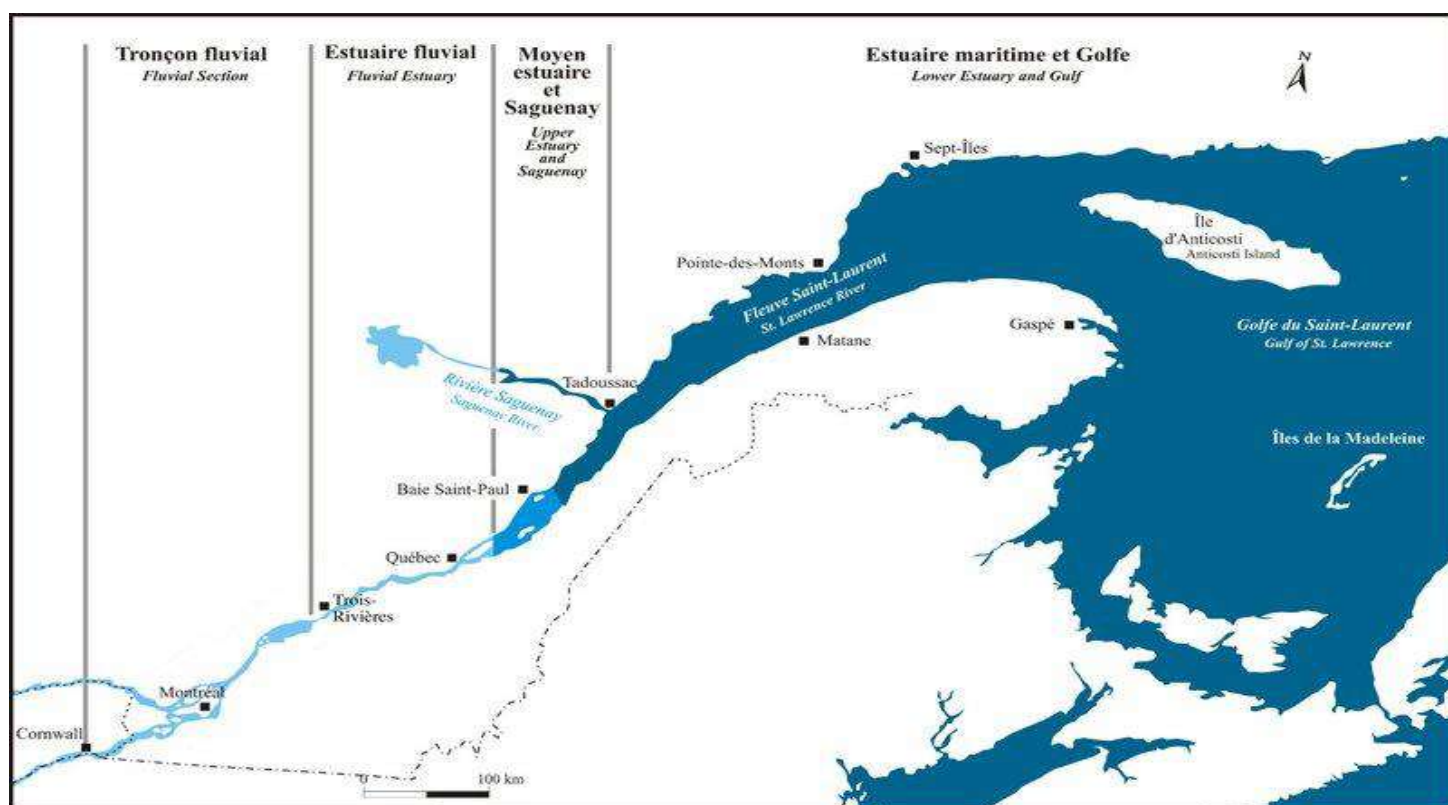 Tronçon fluvial
Fluvial Section
Estuaire fluvial
Fluvial Estuary
Moyen
estuaire
et
Saguenay
Upper
Estuary
and
Saguenay
Estuaire maritime et Golfe
Lower Estuary and Gulf
N
Sept-Îles
Île
d'Anticosti
Anticosti Island
Pointe-des-Monts
Fleuve Saint-Laurent
St. Lawrence River
Gaspé
Golfe du Saint-Laurent
Gulf of St. Lawrence
Matane
Tadoussac
Rivière Saguenay
Saguenay River
Îles de la Madeleine
Baie Saint-Paul
Québec
Trois-
Rivières
Montréal
Cornwall
0 100 km